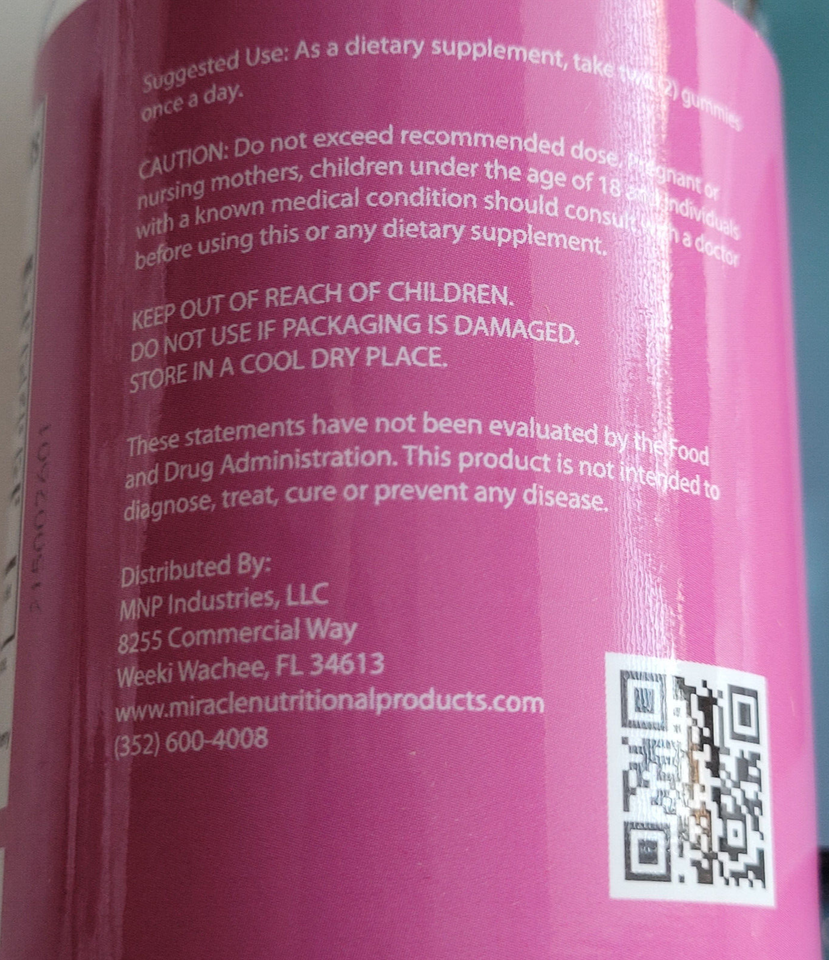 Suggested Use: As a dietary supplement, take two (2) gummies
once a day.
CAUTION: Do not exceed recommended dose. Pregnant or
nursing mothers, children under the age of 18 and individuals
with a known medical condition should consult with a doctor
before using this or any dietary supplement.
KEEP OUT OF REACH OF CHILDREN.
DO NOT USE IF PACKAGING IS DAMAGED.
STORE IN A COOL DRY PLACE.
These statements have not been evaluated by the Food
and Drug Administration. This product is not intended to
diagnose, treat, cure or prevent any disease.
Distributed By:
MNP Industries, LLC
8255 Commercial Way
Weeki Wachee, FL 34613
www.miraclenutritionalproducts.com
(352) 600-4008